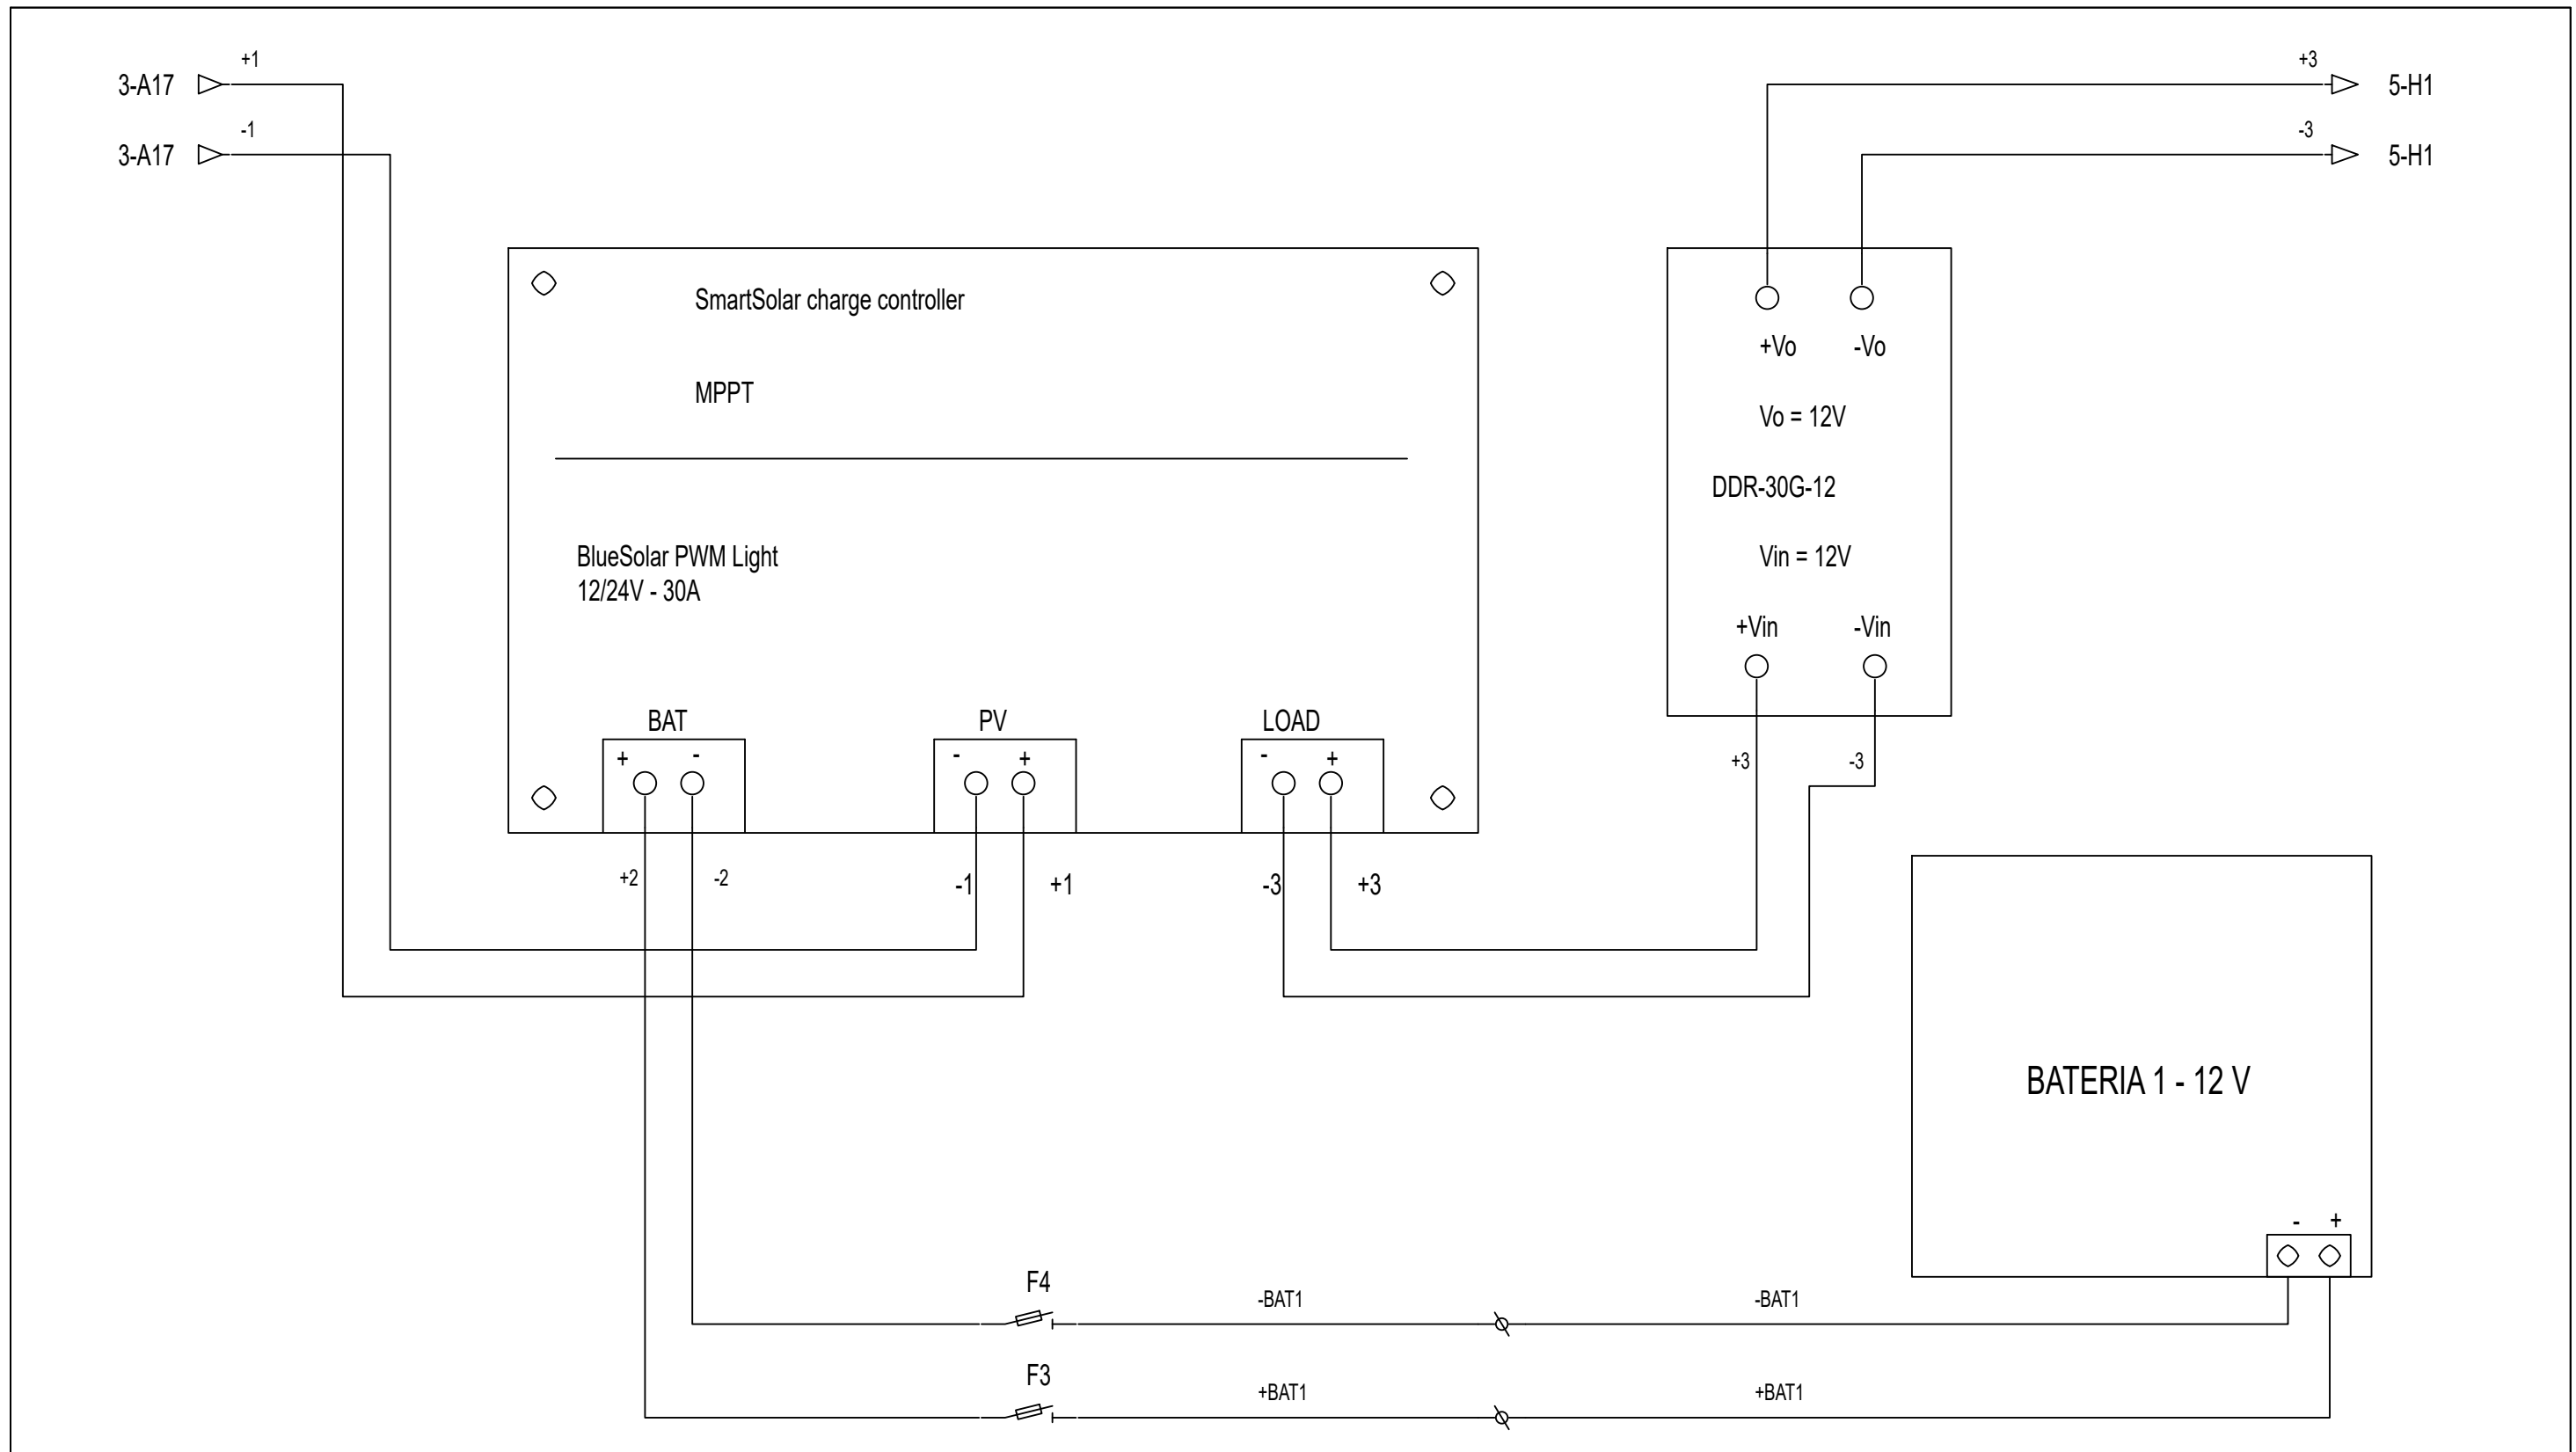 +1
3-A17
-1
3-A17
+3
5-H1
-3
5-H1
SmartSolar charge controller
MPPT
BlueSolar PWM Light
12/24V - 30A
BAT
+ -
PV
- +
LOAD
- +
+2
-2
-1
+1
-3
+3
+Vo
-Vo
Vo = 12V
DDR-30G-12
Vin = 12V
+Vin
-Vin
+3
-3
BATERIA 1 - 12 V
- +
F4
-BAT1
-BAT1
F3
+BAT1
+BAT1